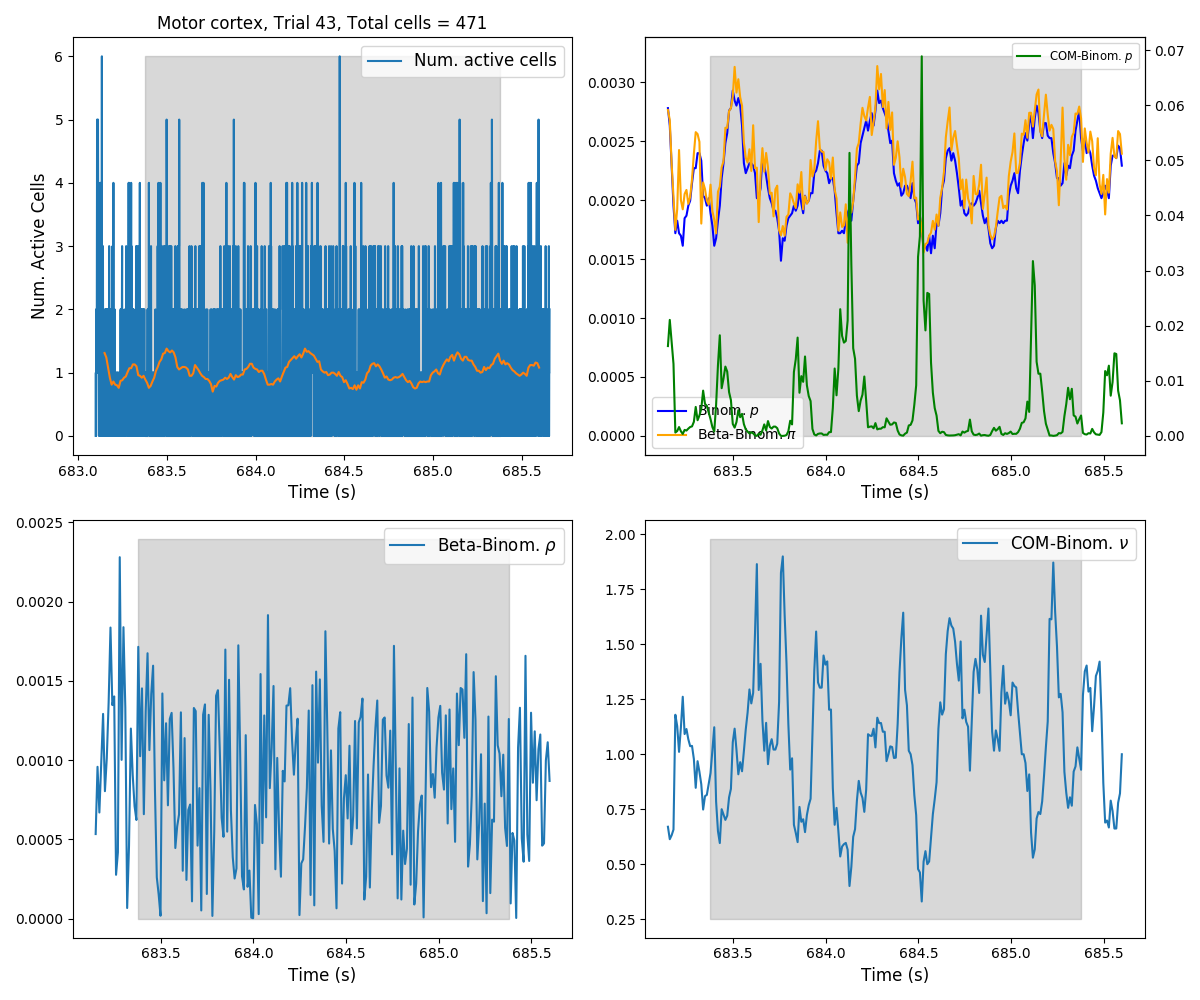 Motor cortex, Trial 43, Total cells = 471
Num. active cells
Num. Active Cells
6
5
4
3
2
1
0
683.0 683.5 684.0 684.5 685.0 685.5
Time (s)
COM-Binom. p
0.0030
0.0025
0.0020
0.0015
0.0010
0.0005
0.0000
0.07
0.06
0.05
0.04
0.03
0.02
0.01
0.00
Binom. p
Beta-Binom. π
683.5 684.0 684.5 685.0 685.5
Time (s)
Beta-Binom. ρ
0.0025
0.0020
0.0015
0.0010
0.0005
0.0000
683.5 684.0 684.5 685.0 685.5
Time (s)
COM-Binom. ν
2.00
1.75
1.50
1.25
1.00
0.75
0.50
0.25
683.5 684.0 684.5 685.0 685.5
Time (s)